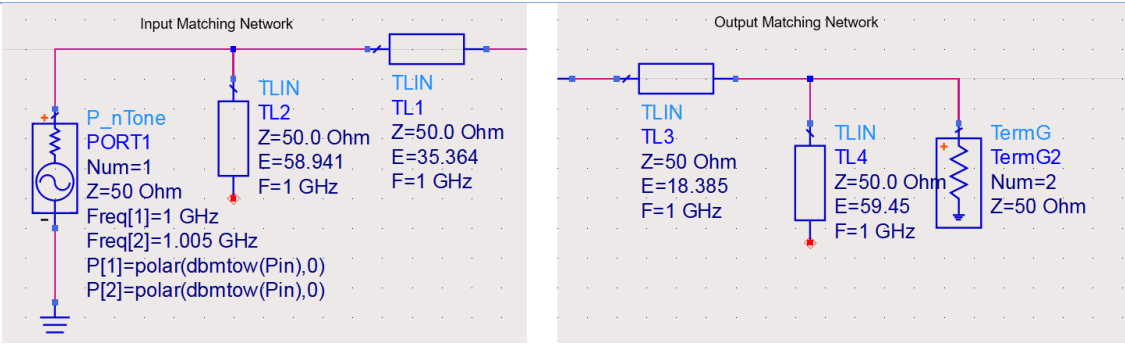 Input Matching Network
TLIN
TL1
Z=50.0 Ohm
E=35.364
F=1 GHz
TLIN
TL2
Z=50.0 Ohm
E=58.941
F=1 GHz
P_nTone
PORT1
Num=1
Z=50 Ohm
Freq[1]=1 GHz
Freq[2]=1.005 GHz
P[1]=polar(dbmtow(Pin),0)
P[2]=polar(dbmtow(Pin),0)
+
-
Output Matching Network
TLIN
TL3
Z=50 Ohm
E=18.385
F=1 GHz
TLIN
TL4
Z=50.0 Ohm
E=59.45
F=1 GHz
+
TermG
TermG2
Num=2
Z=50 Ohm